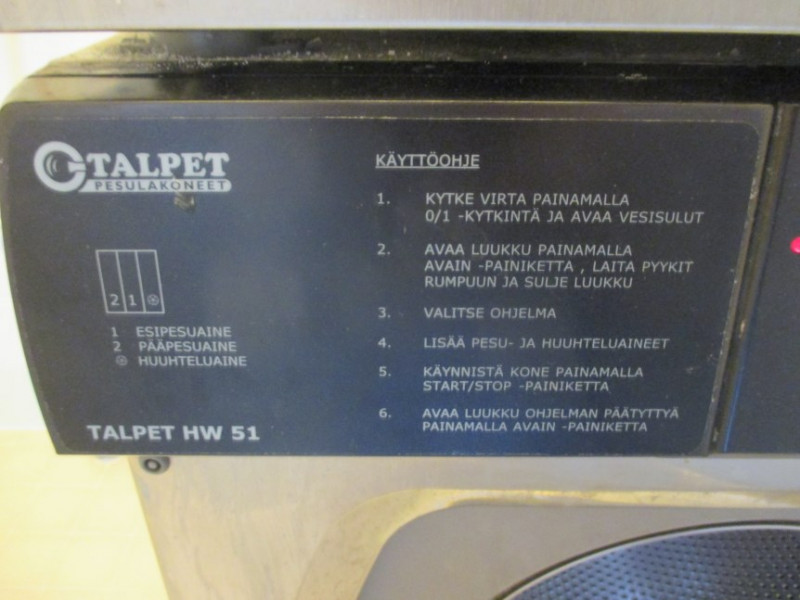 TALPET
PESULAKONEET
2 1 ⊛
1 ESIPESUAINE
2 PÄÄPESUAINE
⊛ HUUHTELUAINE
TALPET HW 51
KÄYTTÖOHJE
1. KYTKE VIRTA PAINAMALLA
0/1 -KYTKINTÄ JA AVAA VESISULUT
2. AVAA LUUKKU PAINAMALLA
AVAIN -PAINIKETTA , LAITA PYYKIT
RUMPUUN JA SULJE LUUKKU
3. VALITSE OHJELMA
4. LISÄÄ PESU- JA HUUHTELUAINEET
5. KÄYNNISTÄ KONE PAINAMALLA
START/STOP -PAINIKETTA
6. AVAA LUUKKU OHJELMAN PÄÄTYTTYÄ
PAINAMALLA AVAIN -PAINIKETTA